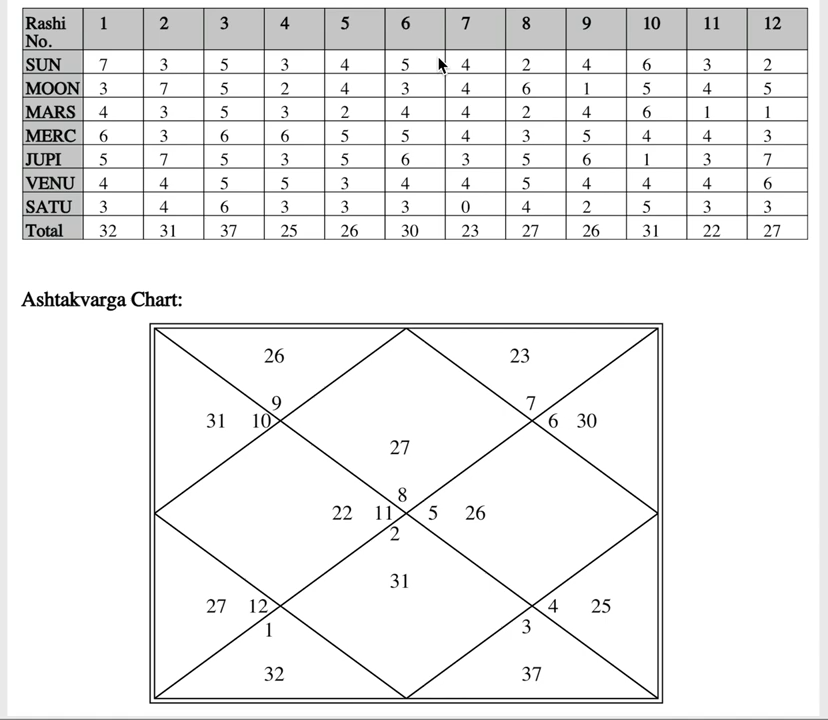 Rashi No. 1 2 3 4 5 6 7 8 9 10 11 12
SUN 7 3 5 3 4 5 4 2 4 6 3 2
MOON 3 7 5 2 4 3 4 6 1 5 4 5
MARS 4 3 5 3 2 4 4 2 4 6 1 1
MERC 6 3 6 6 5 5 4 3 5 4 4 3
JUPI 5 7 5 3 5 6 3 5 6 1 3 7
VENU 4 4 5 5 3 4 4 5 4 4 4 6
SATU 3 4 6 3 3 3 0 4 2 5 3 3
Total 32 31 37 25 26 30 23 27 26 31 22 27
Ashtakvarga Chart:
26 23
9 7
31 10 6 30
27
8
22 11 5 26
2
31
27 12 4 25
1 3
32 37